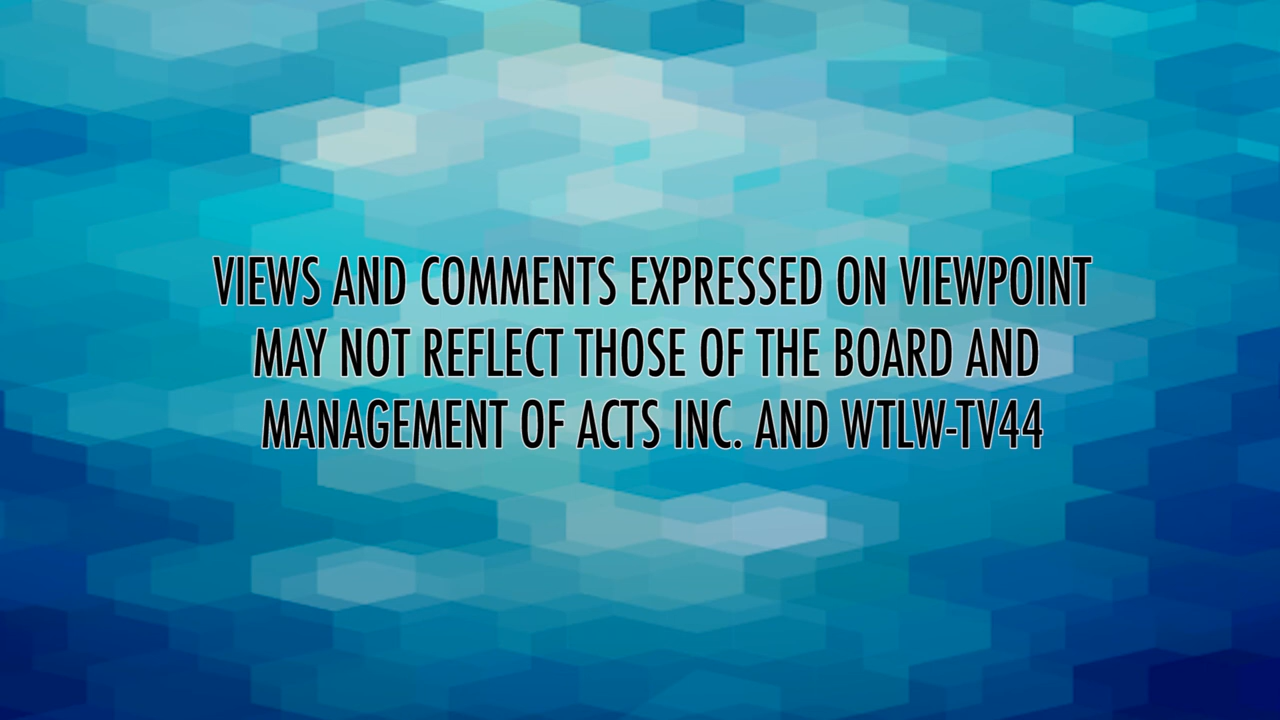 VIEWS AND COMMENTS EXPRESSED ON VIEWPOINT
MAY NOT REFLECT THOSE OF THE BOARD AND
MANAGEMENT OF ACTS INC. AND WTLW-TV44